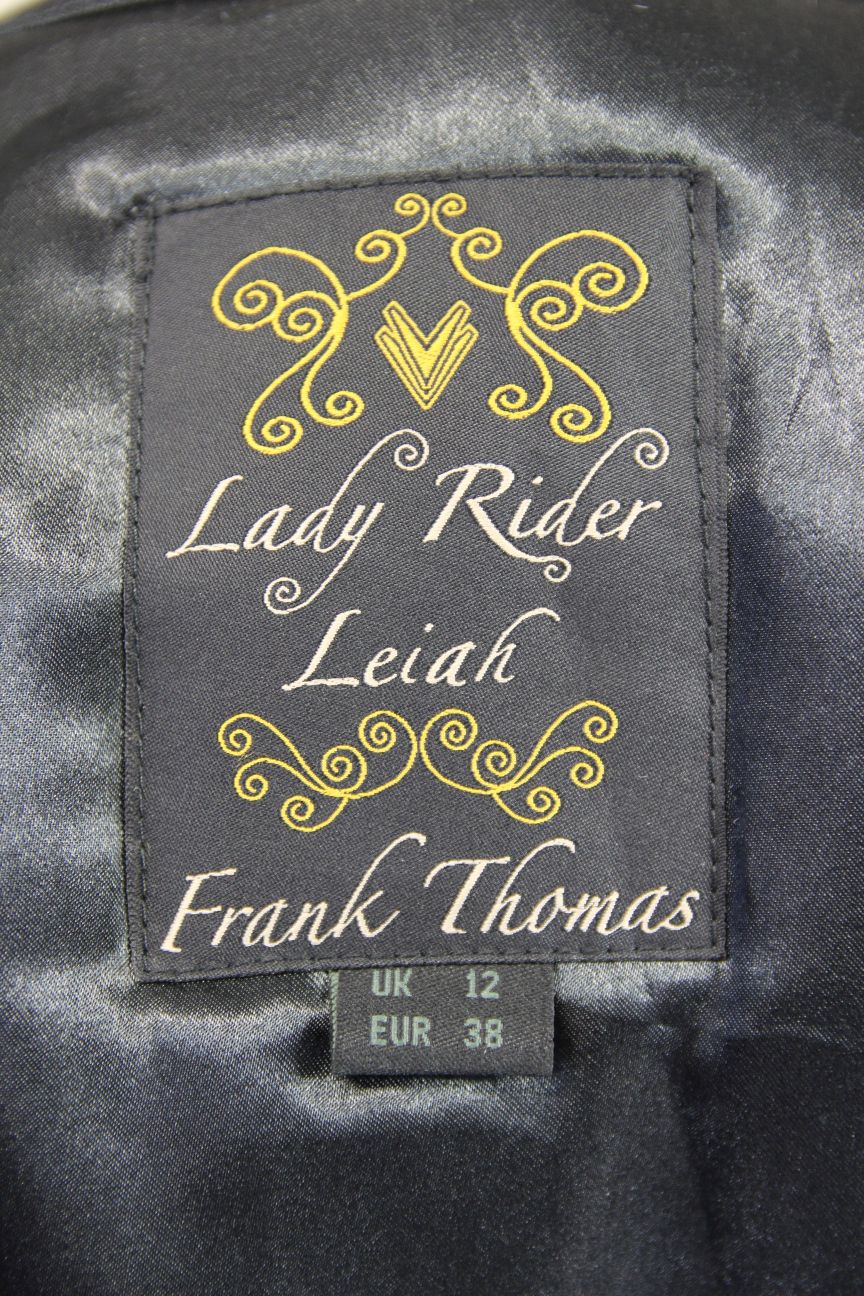 Lady Rider
Leiah
Frank Thomas
UK 12
EUR 38